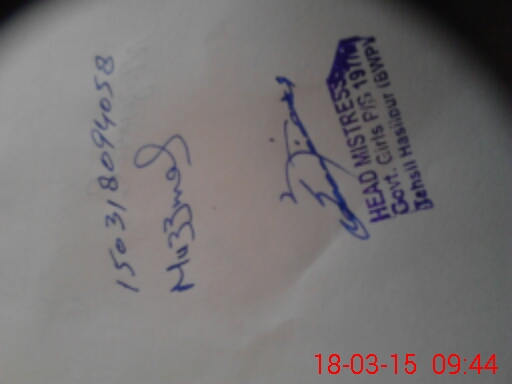 150318094058
HEAD MISTRESS
Govt. Girls P/S, 197/M
Tehsil Hasilpur (BWP)
18-03-15 09:44